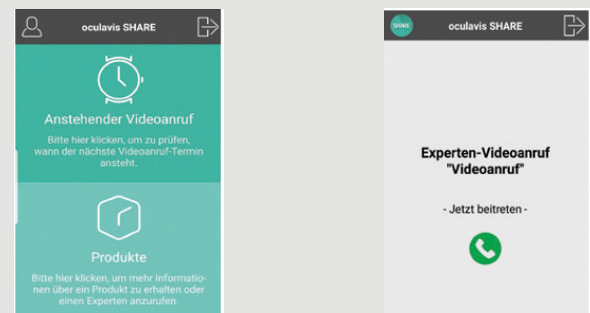 oculavis SHARE
Anstehender Videoanruf
Bitte hier klicken, um zu prüfen,
wann der nächste Videoanruf-Termin
ansteht.
Produkte
Bitte hier klicken, um mehr Informatio-
nen über ein Produkt zu erhalten oder
einen Experten anzurufen.
SHARE
oculavis SHARE
Experten-Videoanruf
"Videoanruf"
- Jetzt beitreten -